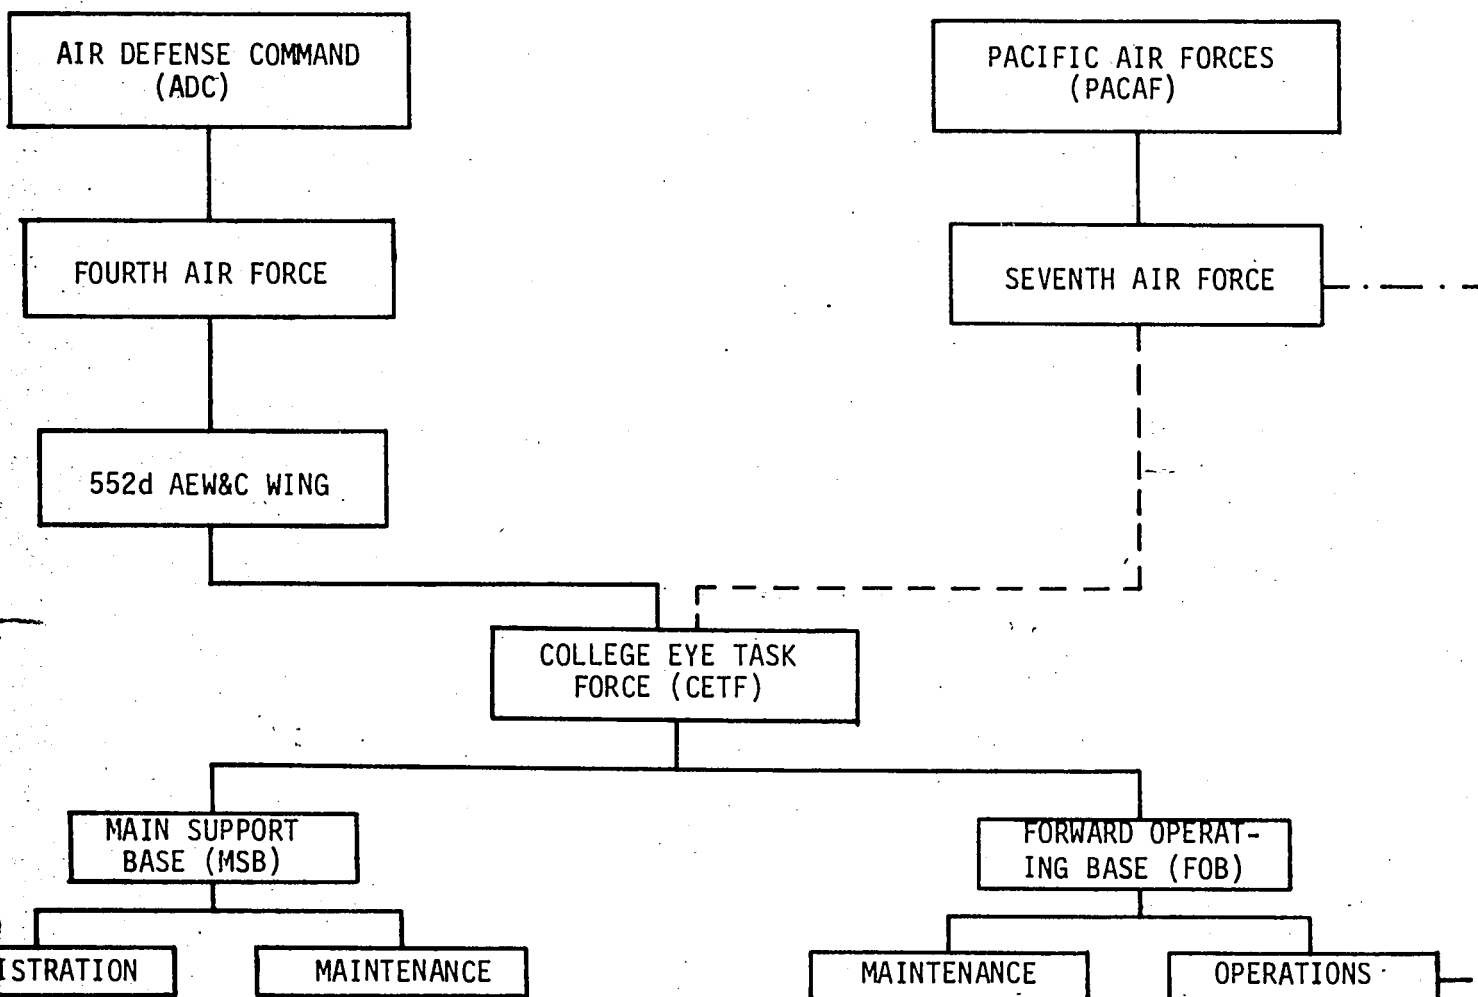 AIR DEFENSE COMMAND
(ADC)
PACIFIC AIR FORCES
(PACAF)
FOURTH AIR FORCE
SEVENTH AIR FORCE
552d AEW&C WING
COLLEGE EYE TASK
FORCE (CETF)
MAIN SUPPORT
BASE (MSB)
FORWARD OPERAT-
ING BASE (FOB)
ISTRATION
MAINTENANCE
MAINTENANCE
OPERATIONS